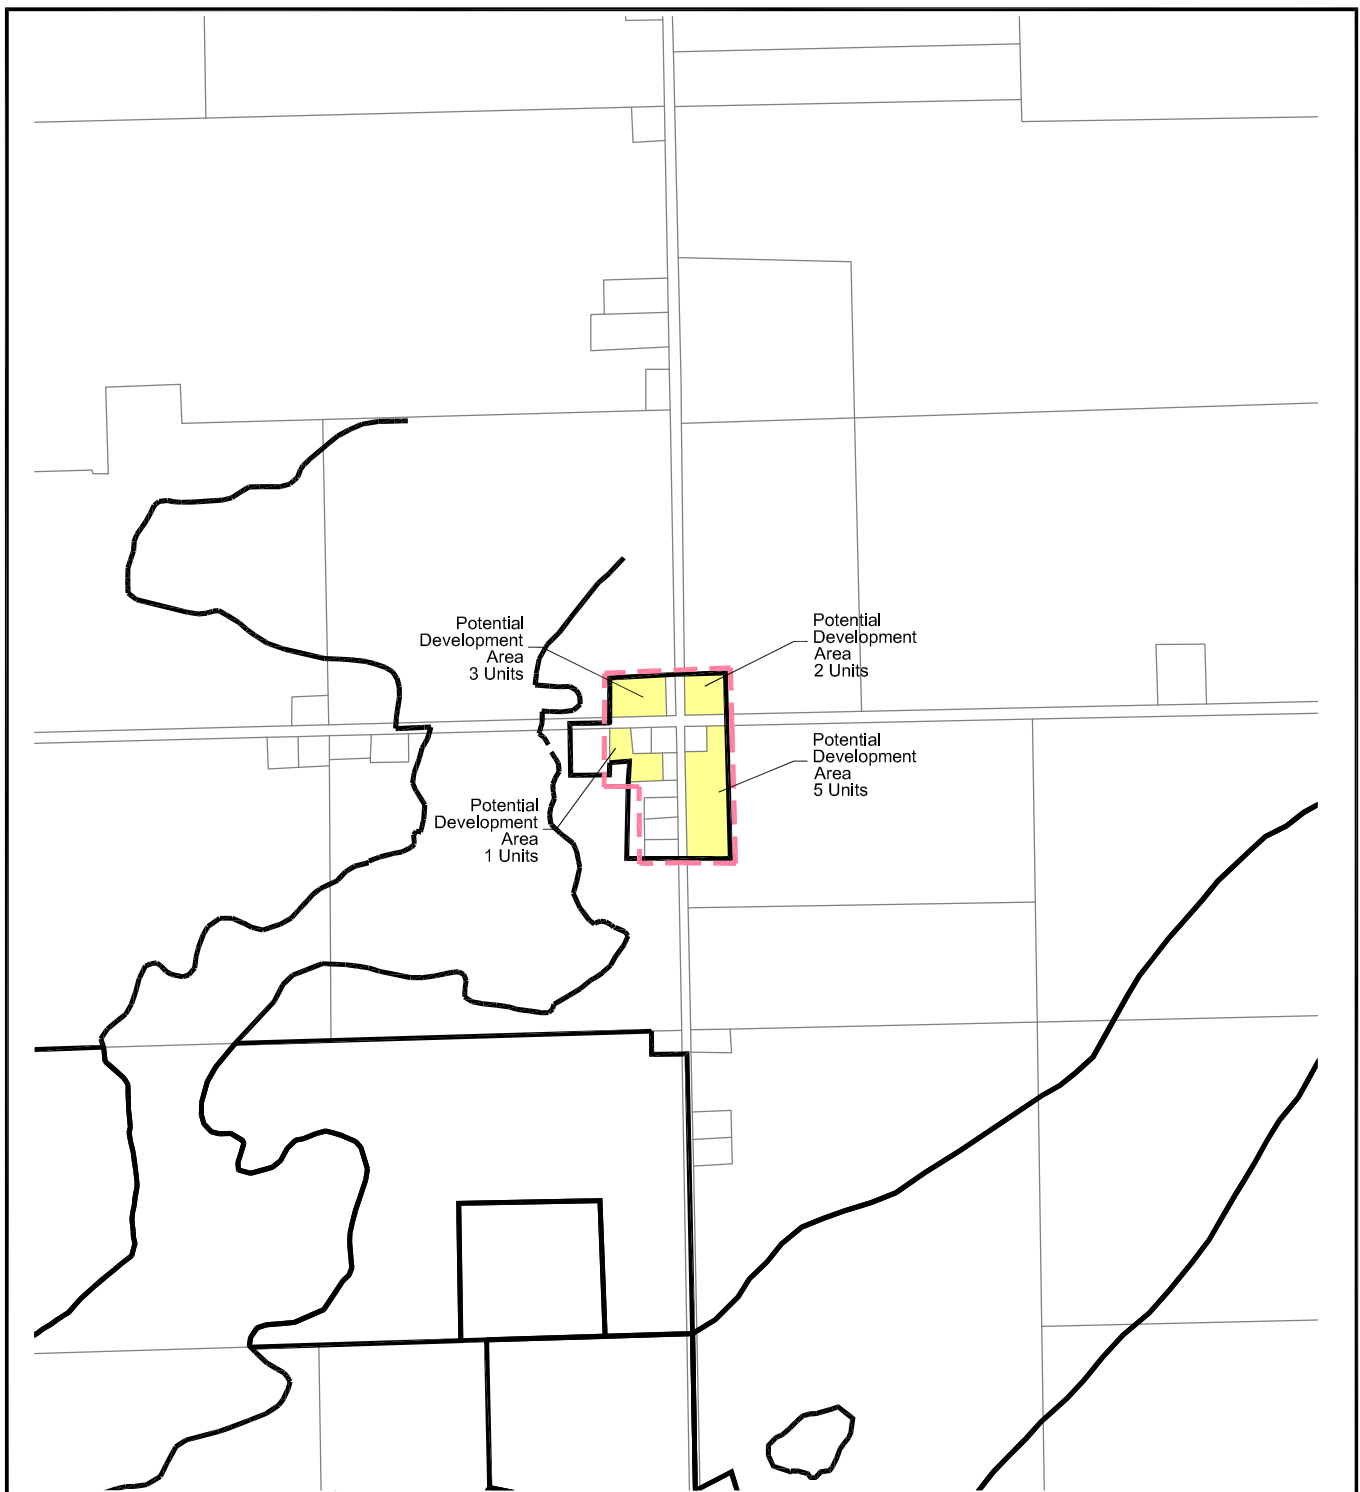 Potential
Development
Area
3 Units
Potential
Development
Area
2 Units
Potential
Development
Area
5 Units
Potential
Development
Area
1 Units